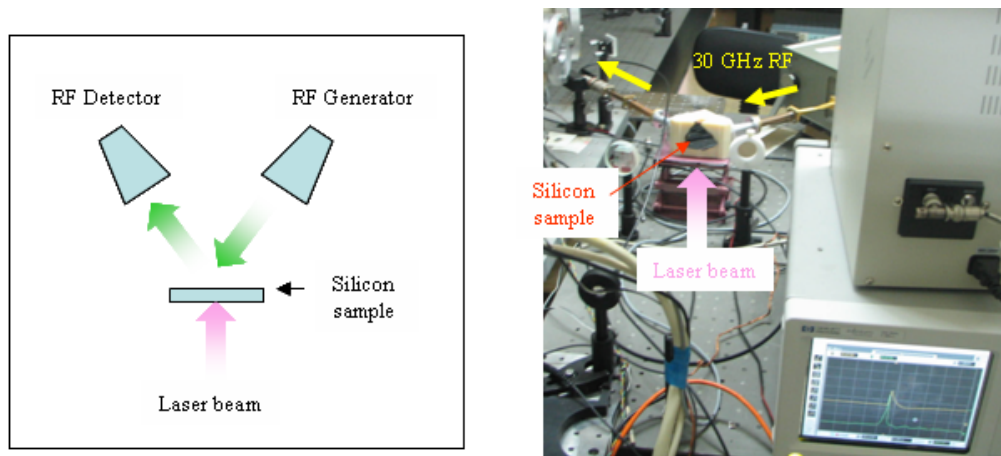 RF Detector
RF Generator
Silicon
sample
Laser beam
30 GHz RF
Silicon
sample
Laser beam